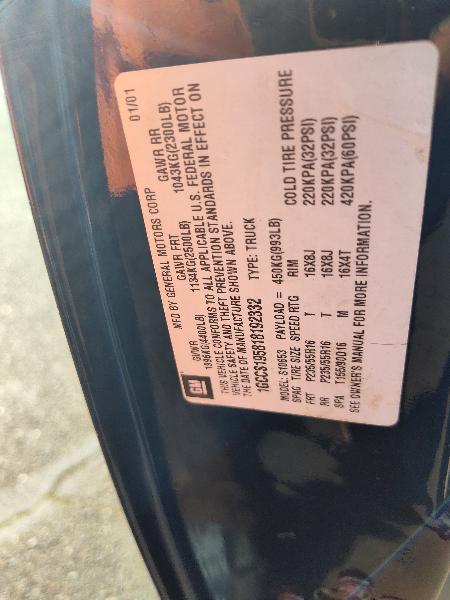 GM
MFD BY GENERAL MOTORS CORP 01/01
GVWR GAWR FRT GAWR RR
1996KG(4400LB) 1134KG(2500LB) 1043KG(2300LB)
THIS VEHICLE CONFORMS TO ALL APPLICABLE U.S. FEDERAL MOTOR
VEHICLE SAFETY AND THEFT PREVENTION STANDARDS IN EFFECT ON
THE DATE OF MANUFACTURE SHOWN ABOVE.
1GCCS195818192332 TYPE: TRUCK
MODEL: S10653 PAYLOAD = 450KG(993LB)
SPAG TIRE SIZE SPEED RTG RIM COLD TIRE PRESSURE
FRT P235/55R16 T 16X8J 220KPA(32PSI)
RR P235/55R16 T 16X8J 220KPA(32PSI)
SPA T155/90D16 M 16X4T 420KPA(60PSI)
SEE OWNER'S MANUAL FOR MORE INFORMATION.